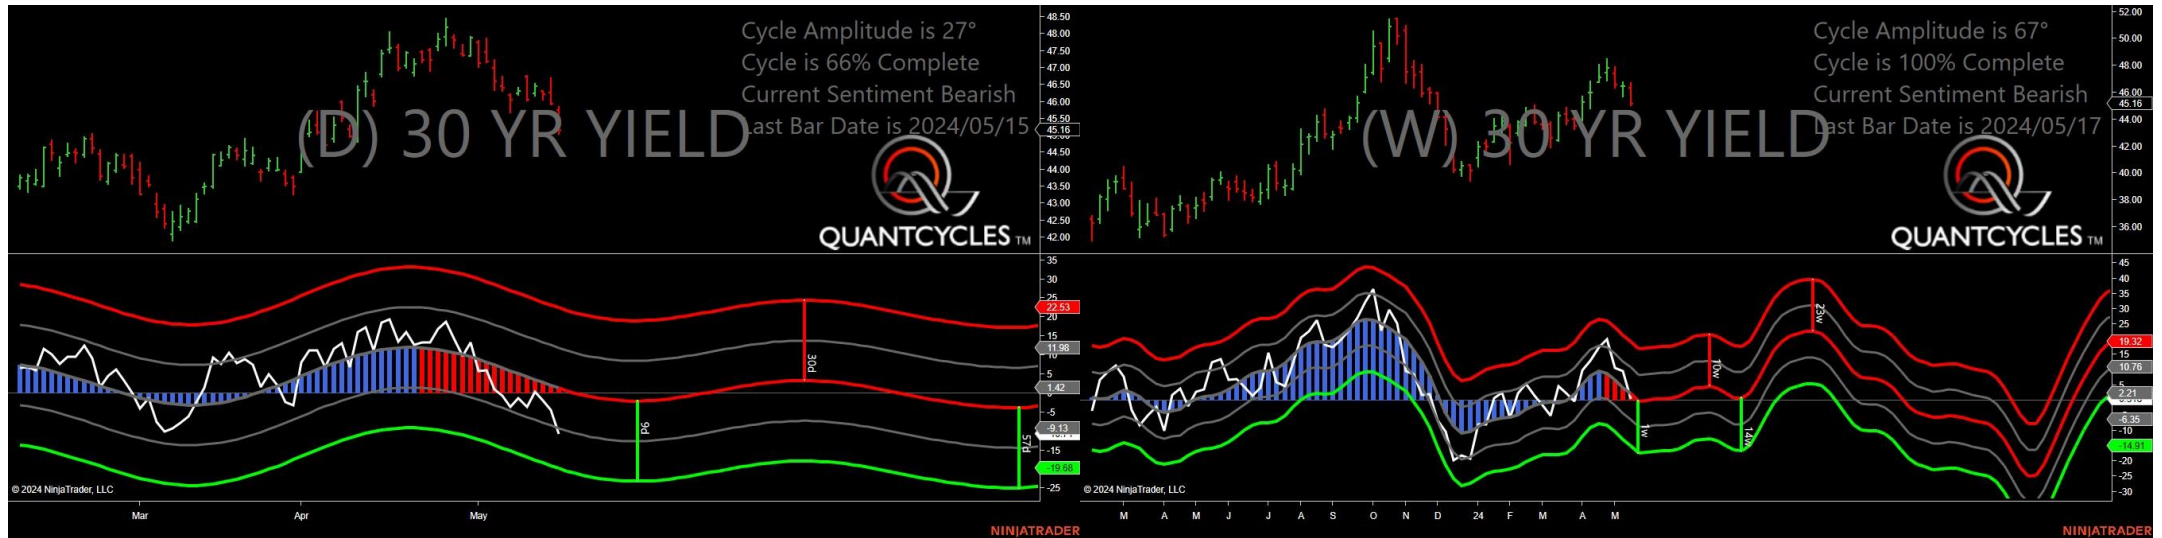 Cycle Amplitude is 27°
Cycle is 66% Complete
Current Sentiment Bearish
Last Bar Date is 2024/05/15
(D) 30 YR YIELD
QUANTCYCLES TM
48.50
48.00
47.50
47.00
46.50
46.00
45.50
45.16
44.50
44.00
43.50
43.00
42.50
42.00
35
30
25
22.53
20
15
11.98
10
5
1.42
-5
-9.13
-15
-19.68
-25
30d
9d
57d
© 2024 NinjaTrader, LLC
Mar
Apr
May
NINJATRADER
Cycle Amplitude is 67°
Cycle is 100% Complete
Current Sentiment Bearish
Last Bar Date is 2024/05/17
(W) 30 YR YIELD
QUANTCYCLES TM
52.00
50.00
48.00
46.00
45.16
44.00
42.00
40.00
38.00
36.00
45
40
35
30
25
19.32
15
10.76
5
2.21
-6.35
-10
-14.91
-20
-25
-30
1w
10w
14w
23w
© 2024 NinjaTrader, LLC
M
A
M
J
J
A
S
O
N
D
24
F
M
A
M
NINJATRADER